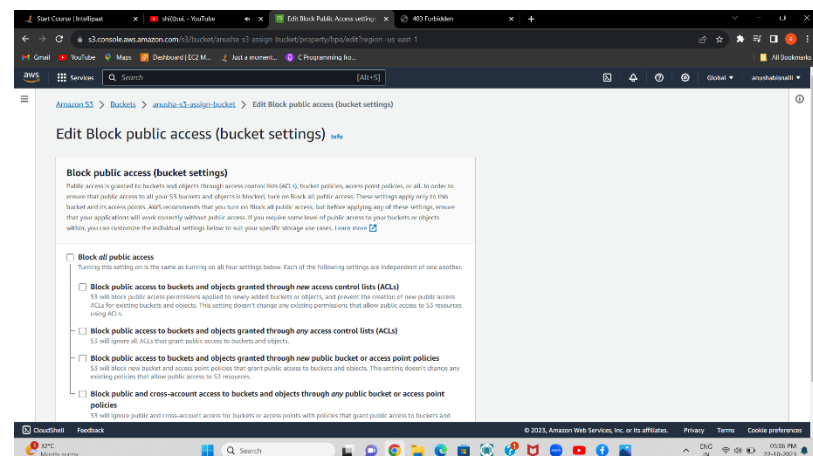 Start Course | Intellipaat
YouTube
Edit Block Public Access settings
403 Forbidden
s3.console.aws.amazon.com/s3/bucket/anusha-s3-assign-bucket/property/bpa/edit?region=us-east-1
Gmail YouTube Maps Dashboard | EC2 M... Just a moment... C Programming fro... All Bookmarks
aws Services Search [Alt+S] Global anushabisnalli
Amazon S3 > Buckets > anusha-s3-assign-bucket > Edit Block public access (bucket settings)
Edit Block public access (bucket settings) Info
Block public access (bucket settings)
Public access is granted to buckets and objects through access control lists (ACLs), bucket policies, access point policies, or all. In order to
ensure that public access to all your S3 buckets and objects is blocked, turn on Block all public access. These settings apply only to this
bucket and its access points. AWS recommends that you turn on Block all public access, but before applying any of these settings, ensure
that your applications will work correctly without public access. If you require some level of public access to your buckets or objects
within, you can customize the individual settings below to suit your specific storage use cases. Learn more
Block all public access
Turning this setting on is the same as turning on all four settings below. Each of the following settings are independent of one another.
Block public access to buckets and objects granted through new access control lists (ACLs)
S3 will block public access permissions applied to newly added buckets or objects, and prevent the creation of new public access
ACLs for existing buckets and objects. This setting doesn't change any existing permissions that allow public access to S3 resources
using ACLs.
Block public access to buckets and objects granted through any access control lists (ACLs)
S3 will ignore all ACLs that grant public access to buckets and objects.
Block public access to buckets and objects granted through new public bucket or access point policies
S3 will block new bucket and access point policies that grant public access to buckets and objects. This setting doesn't change any
existing policies that allow public access to S3 resources.
Block public and cross-account access to buckets and objects through any public bucket or access point
policies
S3 will ignore public and cross-account access for buckets or access points with policies that grant public access to buckets and
CloudShell Feedback © 2023, Amazon Web Services, Inc. or its affiliates. Privacy Terms Cookie preferences
32°C
Mostly sunny
Search
ENG
IN
22-10-2023